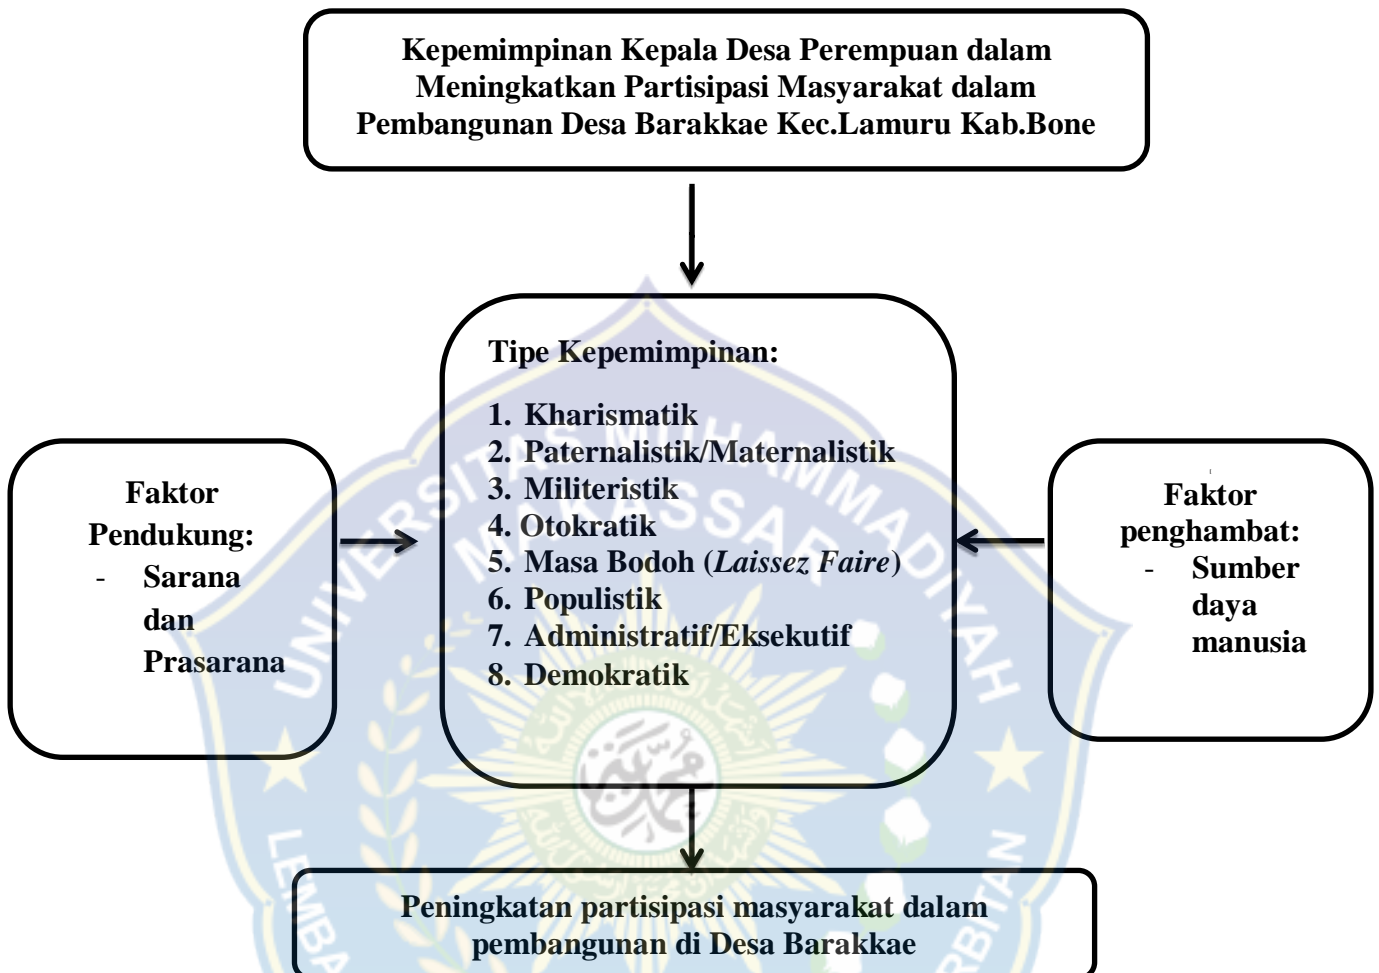 Kepemimpinan Kepala Desa Perempuan dalam
Meningkatkan Partisipasi Masyarakat dalam
Pembangunan Desa Barakkae Kec.Lamuru Kab.Bone
Tipe Kepemimpinan:
1. Kharismatik
2. Paternalistik/Maternalistik
3. Militeristik
4. Otokratik
5. Masa Bodoh (Laissez Faire)
6. Populistik
7. Administratif/Eksekutif
8. Demokratik
Faktor
Pendukung:
- Sarana
dan
Prasarana
Faktor
penghambat:
- Sumber
daya
manusia
Peningkatan partisipasi masyarakat dalam
pembangunan di Desa Barakkae
UNIVERSITAS MUHAMMADIYAH
MAKASSAR